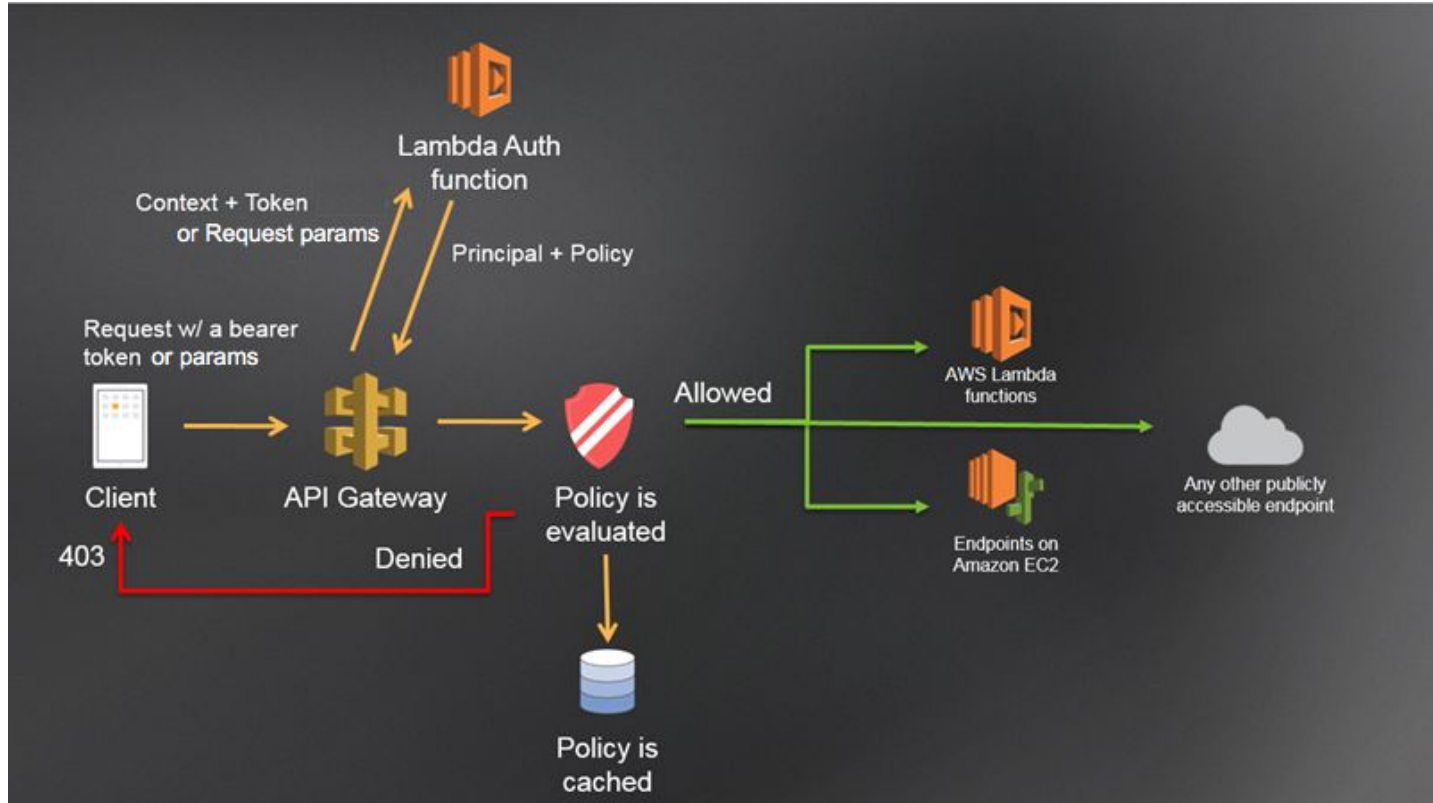 Lambda Auth
function
Context + Token
or Request params
Principal + Policy
Request w/ a bearer
token or params
Client
API Gateway
Policy is
evaluated
Allowed
AWS Lambda
functions
Endpoints on
Amazon EC2
Any other publicly
accessible endpoint
403
Denied
Policy is
cached